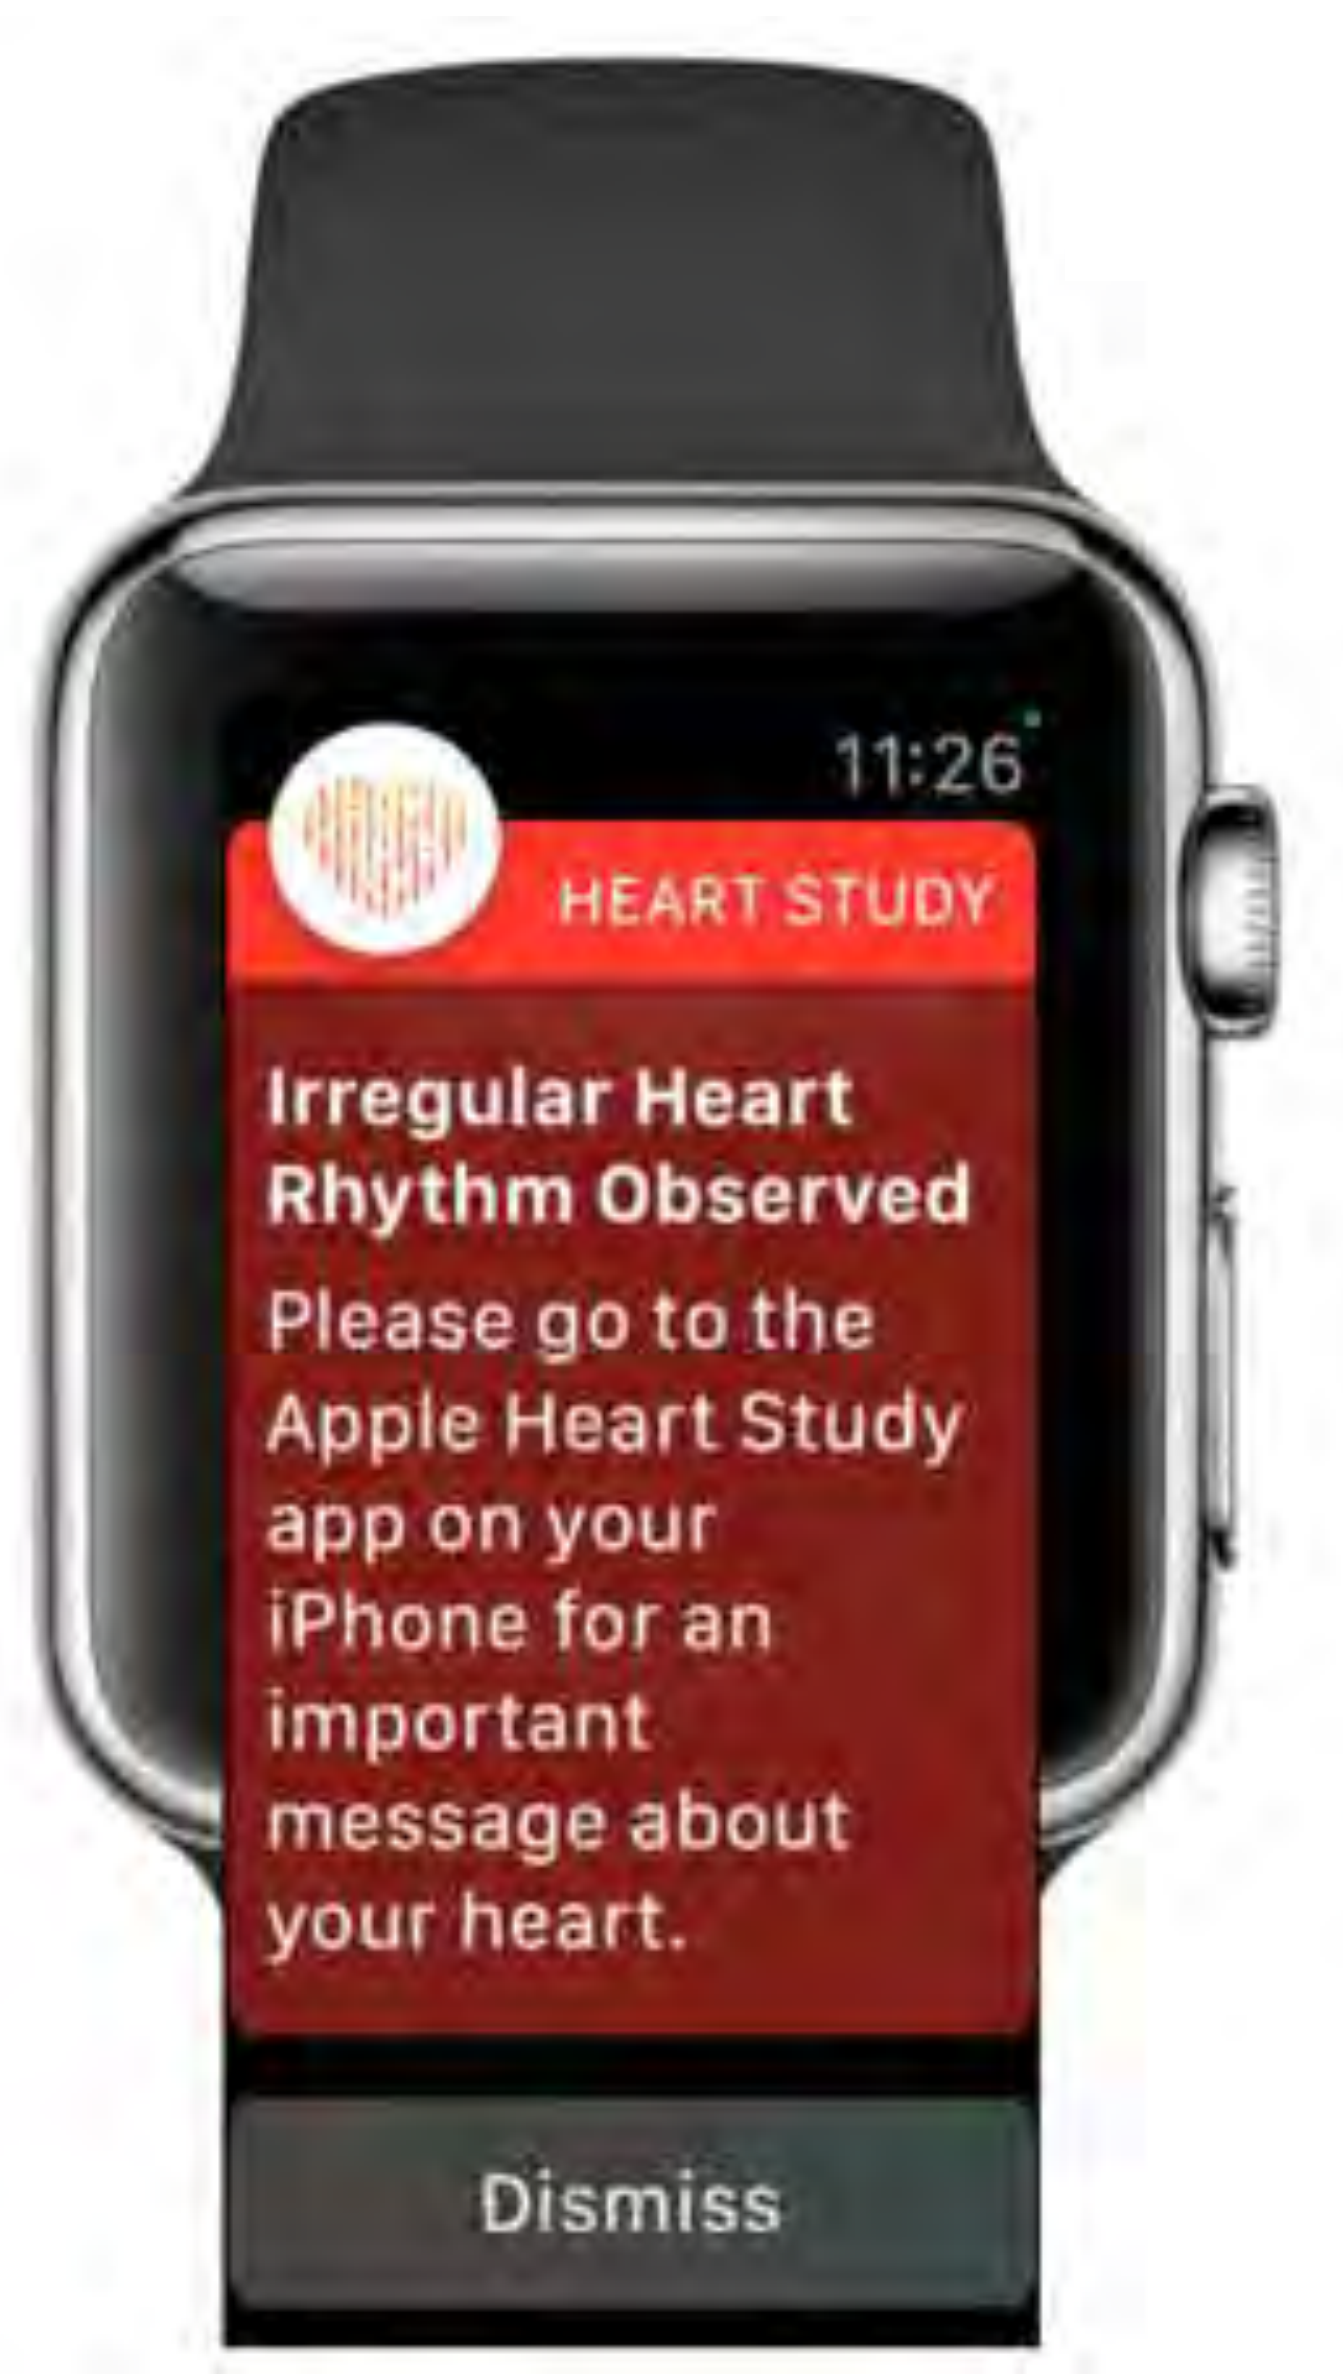 11:26
HEART STUDY
Irregular Heart
Rhythm Observed
Please go to the
Apple Heart Study
app on your
iPhone for an
important
message about
your heart.
Dismiss